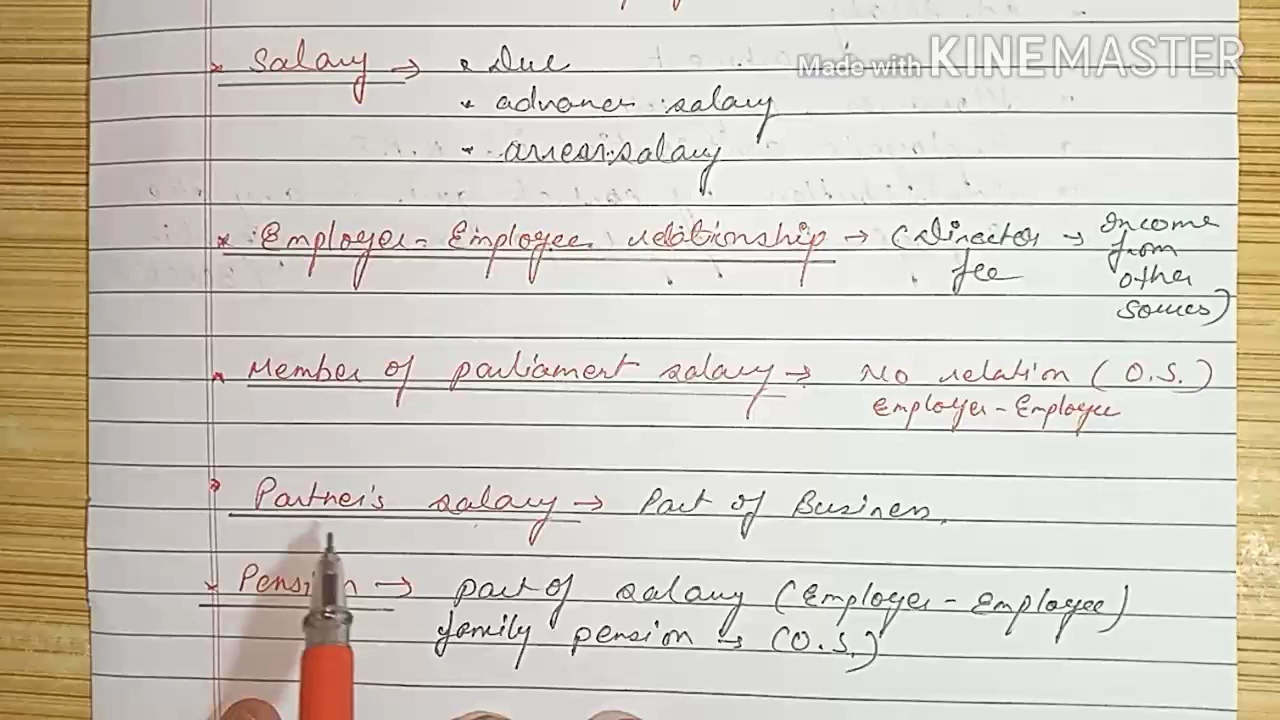 Made with KINEMASTER
* Salary → • Due
• advance salary
• arrear salary
* Employer - Employee relationship → (Director fee → Income from other sources)
* Member of parliament salary → No relation (O.S.)
Employer - Employee
* Partner's salary → Part of Business.
* Pension → part of salary (Employer - Employee)
family pension → (O.S.)